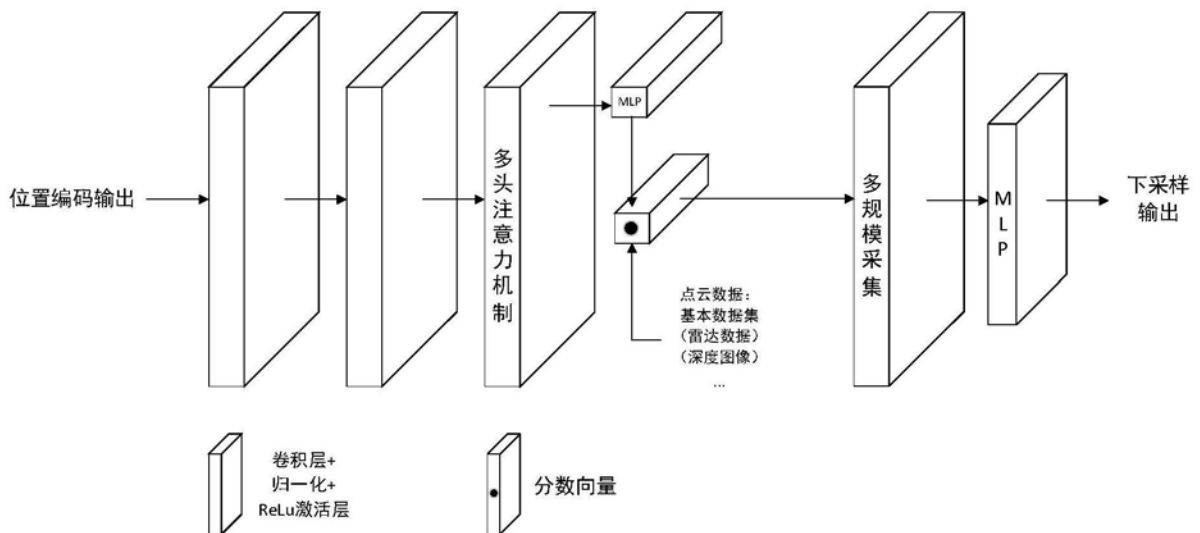 位置编码输出
多头注意力机制
MLP
点云数据：
基本数据集
（雷达数据）
（深度图像）
...
多规模采集
MLP
下采样
输出
卷积层+
归一化+
ReLu激活层
分数向量